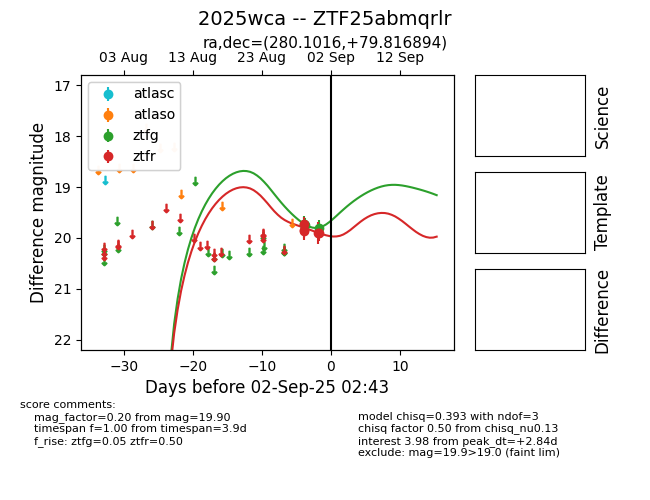 2025wca -- ZTF25abmqrlr
ra,dec=(280.1016,+79.816894)
03 Aug 13 Aug 23 Aug 02 Sep 12 Sep
atlasc
atlaso
ztfg
ztfr
17
18
19
20
21
22
Difference magnitude
−30 −20 −10 0 10
Days before 02-Sep-25 02:43
Science
Template
Difference
score comments:
mag_factor=0.20 from mag=19.90
timespan f=1.00 from timespan=3.9d
f_rise: ztfg=0.05 ztfr=0.50
model chisq=0.393 with ndof=3
chisq factor 0.50 from chisq_nu0.13
interest 3.98 from peak_dt=+2.84d
exclude: mag=19.9>19.0 (faint lim)